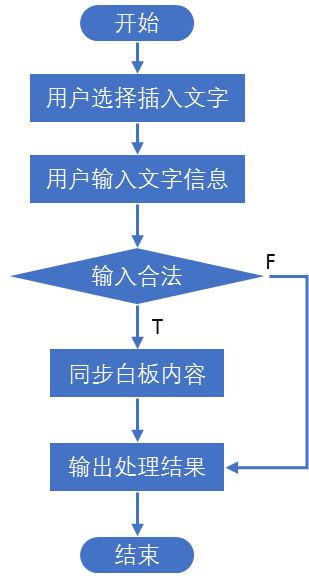 开始
用户选择插入文字
用户输入文字信息
输入合法
F
T
同步白板内容
输出处理结果
结束